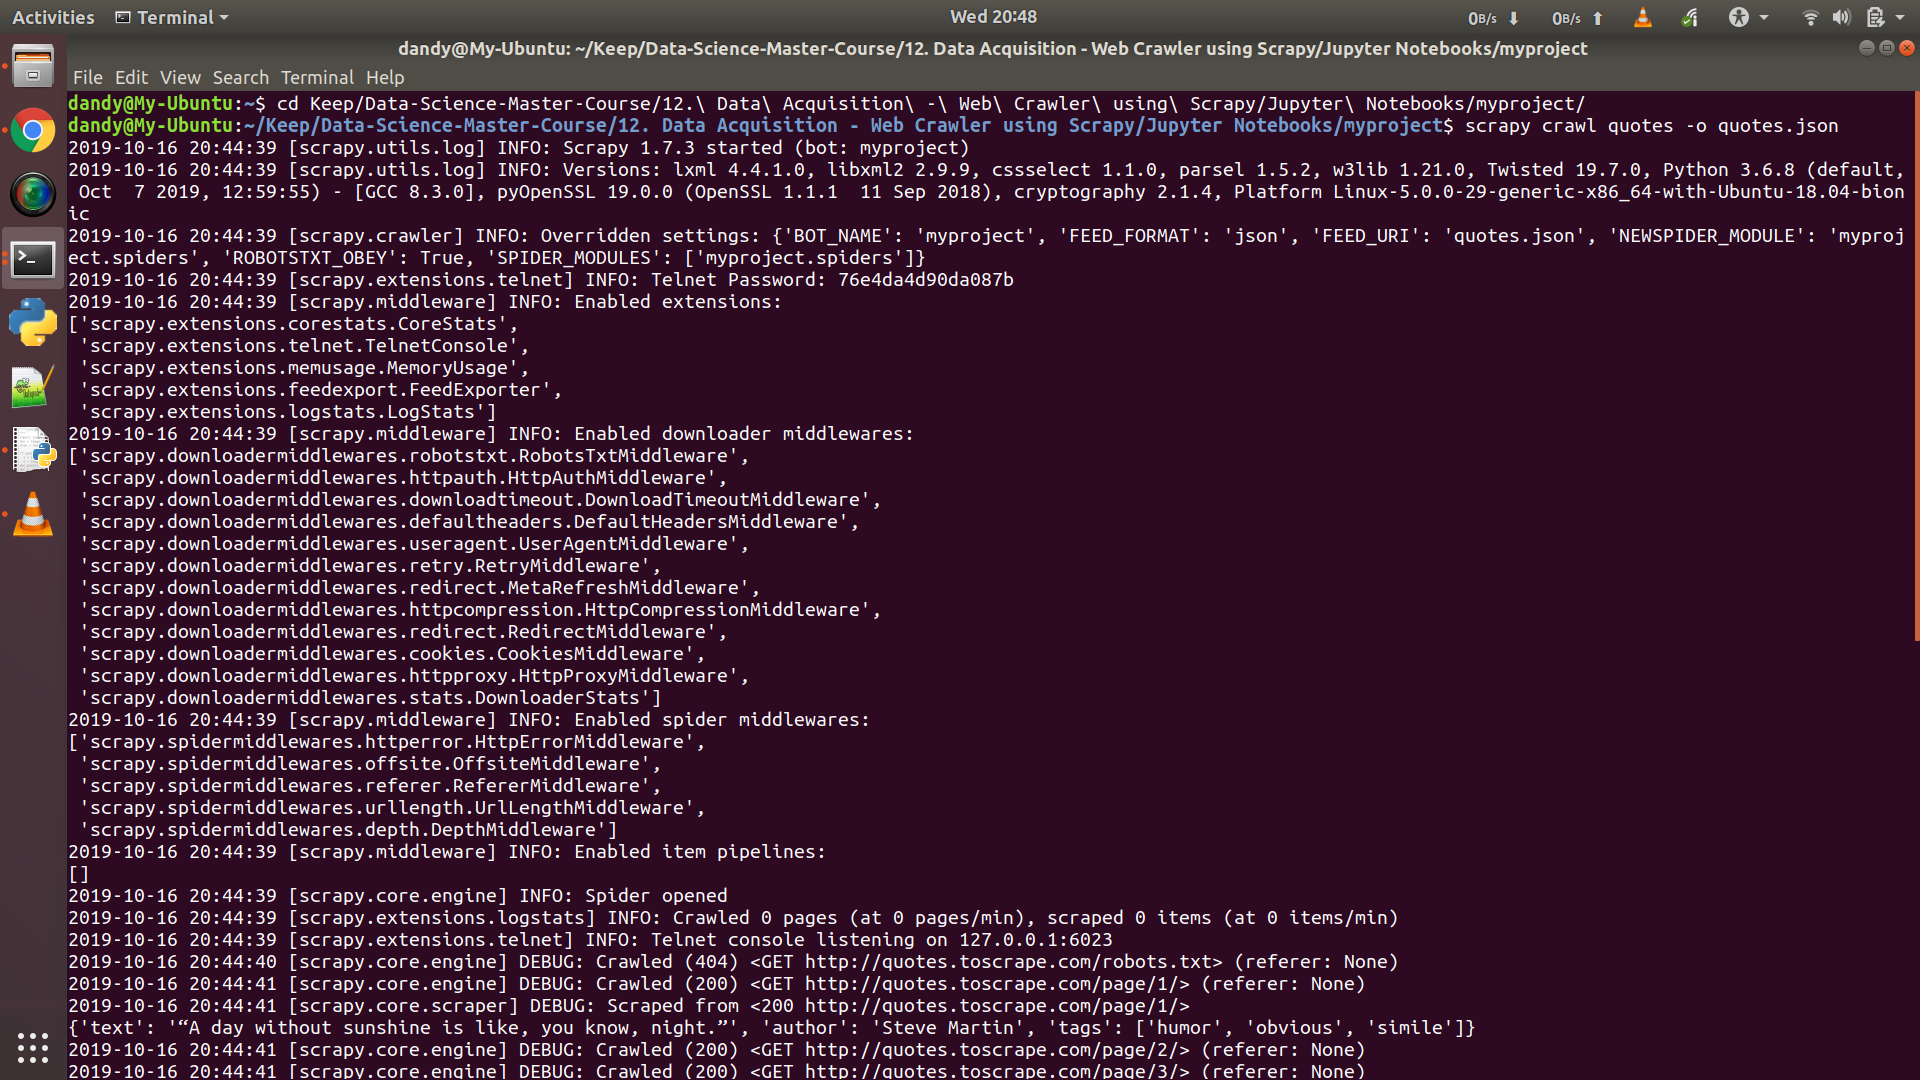 Activities Terminal Wed 20:48 0B/s 0B/s
dandy@My-Ubuntu: ~/Keep/Data-Science-Master-Course/12. Data Acquisition - Web Crawler using Scrapy/Jupyter Notebooks/myproject
File Edit View Search Terminal Help
dandy@My-Ubuntu:~$ cd Keep/Data-Science-Master-Course/12.\ Data\ Acquisition\ -\ Web\ Crawler\ using\ Scrapy/Jupyter\ Notebooks/myproject/
dandy@My-Ubuntu:~/Keep/Data-Science-Master-Course/12. Data Acquisition - Web Crawler using Scrapy/Jupyter Notebooks/myproject$ scrapy crawl quotes -o quotes.json
2019-10-16 20:44:39 [scrapy.utils.log] INFO: Scrapy 1.7.3 started (bot: myproject)
2019-10-16 20:44:39 [scrapy.utils.log] INFO: Versions: lxml 4.4.1.0, libxml2 2.9.9, cssselect 1.1.0, parsel 1.5.2, w3lib 1.21.0, Twisted 19.7.0, Python 3.6.8 (default,
 Oct  7 2019, 12:59:55) - [GCC 8.3.0], pyOpenSSL 19.0.0 (OpenSSL 1.1.1  11 Sep 2018), cryptography 2.1.4, Platform Linux-5.0.0-29-generic-x86_64-with-Ubuntu-18.04-bion
ic
2019-10-16 20:44:39 [scrapy.crawler] INFO: Overridden settings: {'BOT_NAME': 'myproject', 'FEED_FORMAT': 'json', 'FEED_URI': 'quotes.json', 'NEWSPIDER_MODULE': 'myproj
ect.spiders', 'ROBOTSTXT_OBEY': True, 'SPIDER_MODULES': ['myproject.spiders']}
2019-10-16 20:44:39 [scrapy.extensions.telnet] INFO: Telnet Password: 76e4da4d90da087b
2019-10-16 20:44:39 [scrapy.middleware] INFO: Enabled extensions:
['scrapy.extensions.corestats.CoreStats',
 'scrapy.extensions.telnet.TelnetConsole',
 'scrapy.extensions.memusage.MemoryUsage',
 'scrapy.extensions.feedexport.FeedExporter',
 'scrapy.extensions.logstats.LogStats']
2019-10-16 20:44:39 [scrapy.middleware] INFO: Enabled downloader middlewares:
['scrapy.downloadermiddlewares.robotstxt.RobotsTxtMiddleware',
 'scrapy.downloadermiddlewares.httpauth.HttpAuthMiddleware',
 'scrapy.downloadermiddlewares.downloadtimeout.DownloadTimeoutMiddleware',
 'scrapy.downloadermiddlewares.defaultheaders.DefaultHeadersMiddleware',
 'scrapy.downloadermiddlewares.useragent.UserAgentMiddleware',
 'scrapy.downloadermiddlewares.retry.RetryMiddleware',
 'scrapy.downloadermiddlewares.redirect.MetaRefreshMiddleware',
 'scrapy.downloadermiddlewares.httpcompression.HttpCompressionMiddleware',
 'scrapy.downloadermiddlewares.redirect.RedirectMiddleware',
 'scrapy.downloadermiddlewares.cookies.CookiesMiddleware',
 'scrapy.downloadermiddlewares.httpproxy.HttpProxyMiddleware',
 'scrapy.downloadermiddlewares.stats.DownloaderStats']
2019-10-16 20:44:39 [scrapy.middleware] INFO: Enabled spider middlewares:
['scrapy.spidermiddlewares.httperror.HttpErrorMiddleware',
 'scrapy.spidermiddlewares.offsite.OffsiteMiddleware',
 'scrapy.spidermiddlewares.referer.RefererMiddleware',
 'scrapy.spidermiddlewares.urllength.UrlLengthMiddleware',
 'scrapy.spidermiddlewares.depth.DepthMiddleware']
2019-10-16 20:44:39 [scrapy.middleware] INFO: Enabled item pipelines:
[]
2019-10-16 20:44:39 [scrapy.core.engine] INFO: Spider opened
2019-10-16 20:44:39 [scrapy.extensions.logstats] INFO: Crawled 0 pages (at 0 pages/min), scraped 0 items (at 0 items/min)
2019-10-16 20:44:39 [scrapy.extensions.telnet] INFO: Telnet console listening on 127.0.0.1:6023
2019-10-16 20:44:40 [scrapy.core.engine] DEBUG: Crawled (404) <GET http://quotes.toscrape.com/robots.txt> (referer: None)
2019-10-16 20:44:41 [scrapy.core.engine] DEBUG: Crawled (200) <GET http://quotes.toscrape.com/page/1/> (referer: None)
2019-10-16 20:44:41 [scrapy.core.scraper] DEBUG: Scraped from <200 http://quotes.toscrape.com/page/1/>
{'text': '“A day without sunshine is like, you know, night.”', 'author': 'Steve Martin', 'tags': ['humor', 'obvious', 'simile']}
2019-10-16 20:44:41 [scrapy.core.engine] DEBUG: Crawled (200) <GET http://quotes.toscrape.com/page/2/> (referer: None)
2019-10-16 20:44:41 [scrapy.core.engine] DEBUG: Crawled (200) <GET http://quotes.toscrape.com/page/3/> (referer: None)